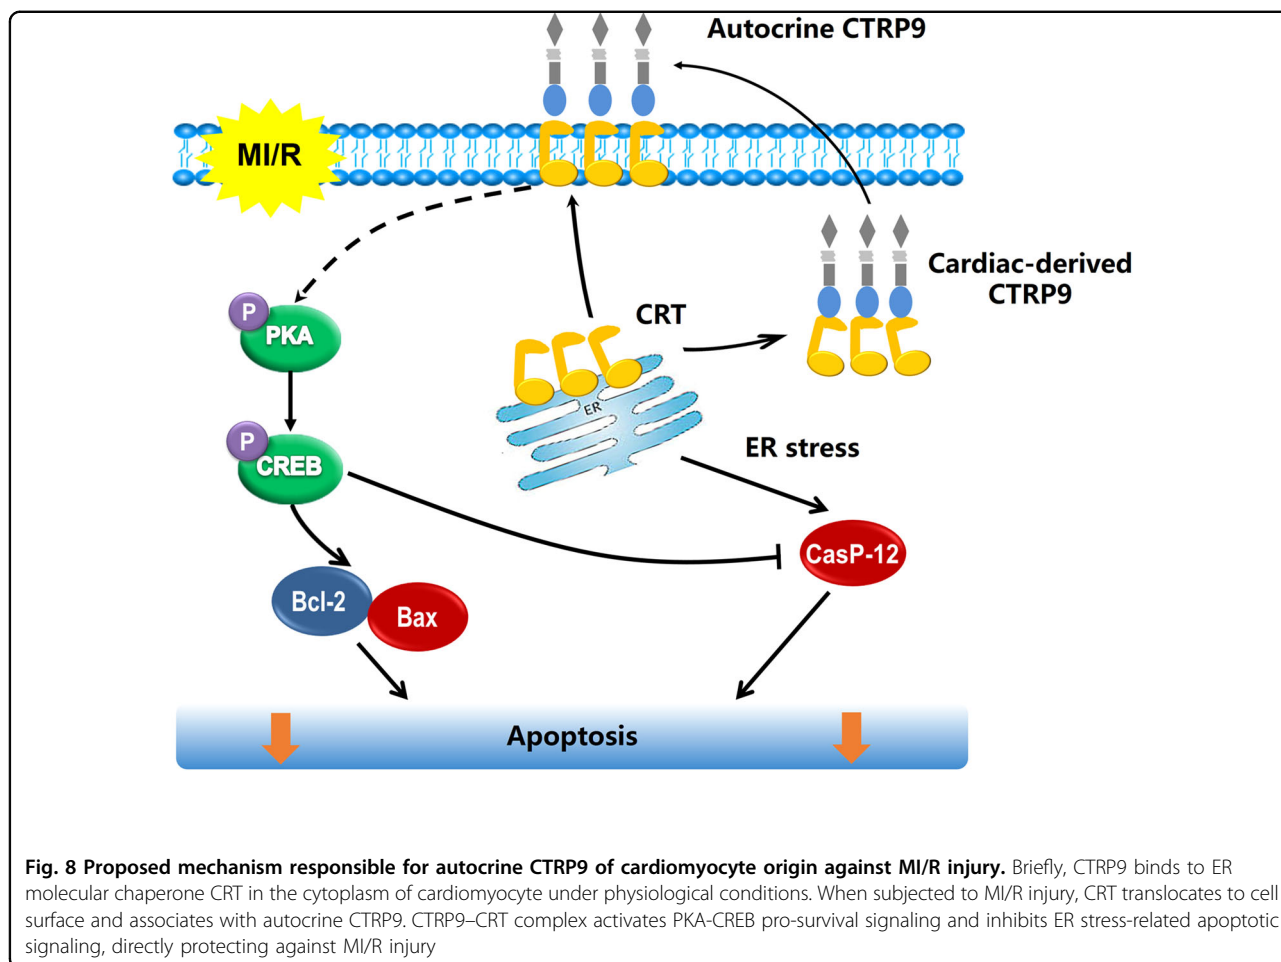 Autocrine CTRP9
MI/R
Cardiac-derived
CTRP9
CRT
P
PKA
ER
P
CREB
ER stress
CasP-12
Bcl-2
Bax
Apoptosis
Fig. 8 Proposed mechanism responsible for autocrine CTRP9 of cardiomyocyte origin against MI/R injury. Briefly, CTRP9 binds to ER
molecular chaperone CRT in the cytoplasm of cardiomyocyte under physiological conditions. When subjected to MI/R injury, CRT translocates to cell
surface and associates with autocrine CTRP9. CTRP9–CRT complex activates PKA-CREB pro-survival signaling and inhibits ER stress-related apoptotic
signaling, directly protecting against MI/R injury